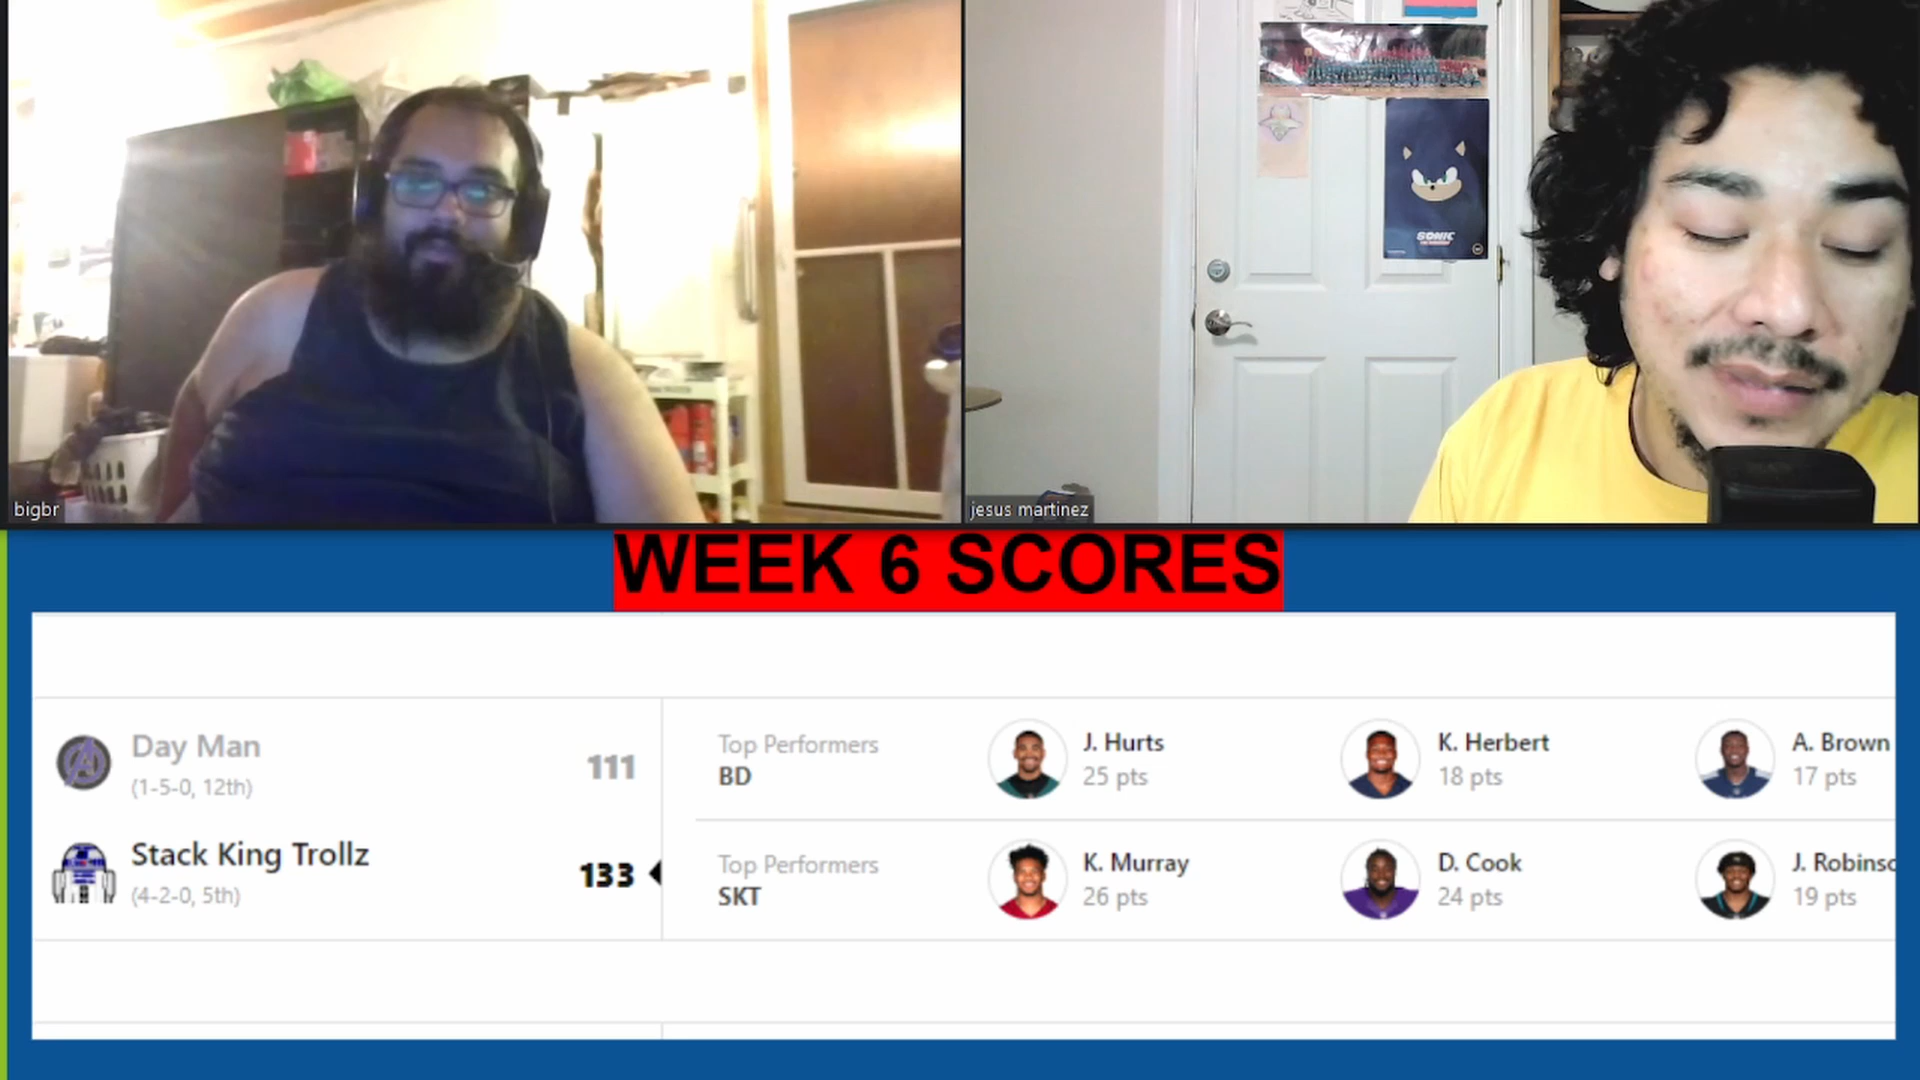 bigbr
jesus martinez
SONIC
WEEK 6 SCORES
Day Man
(1-5-0, 12th)
111
Top Performers
BD
J. Hurts
25 pts
K. Herbert
18 pts
A. Brown
17 pts
Stack King Trollz
(4-2-0, 5th)
133
Top Performers
SKT
K. Murray
26 pts
D. Cook
24 pts
J. Robinso
19 pts